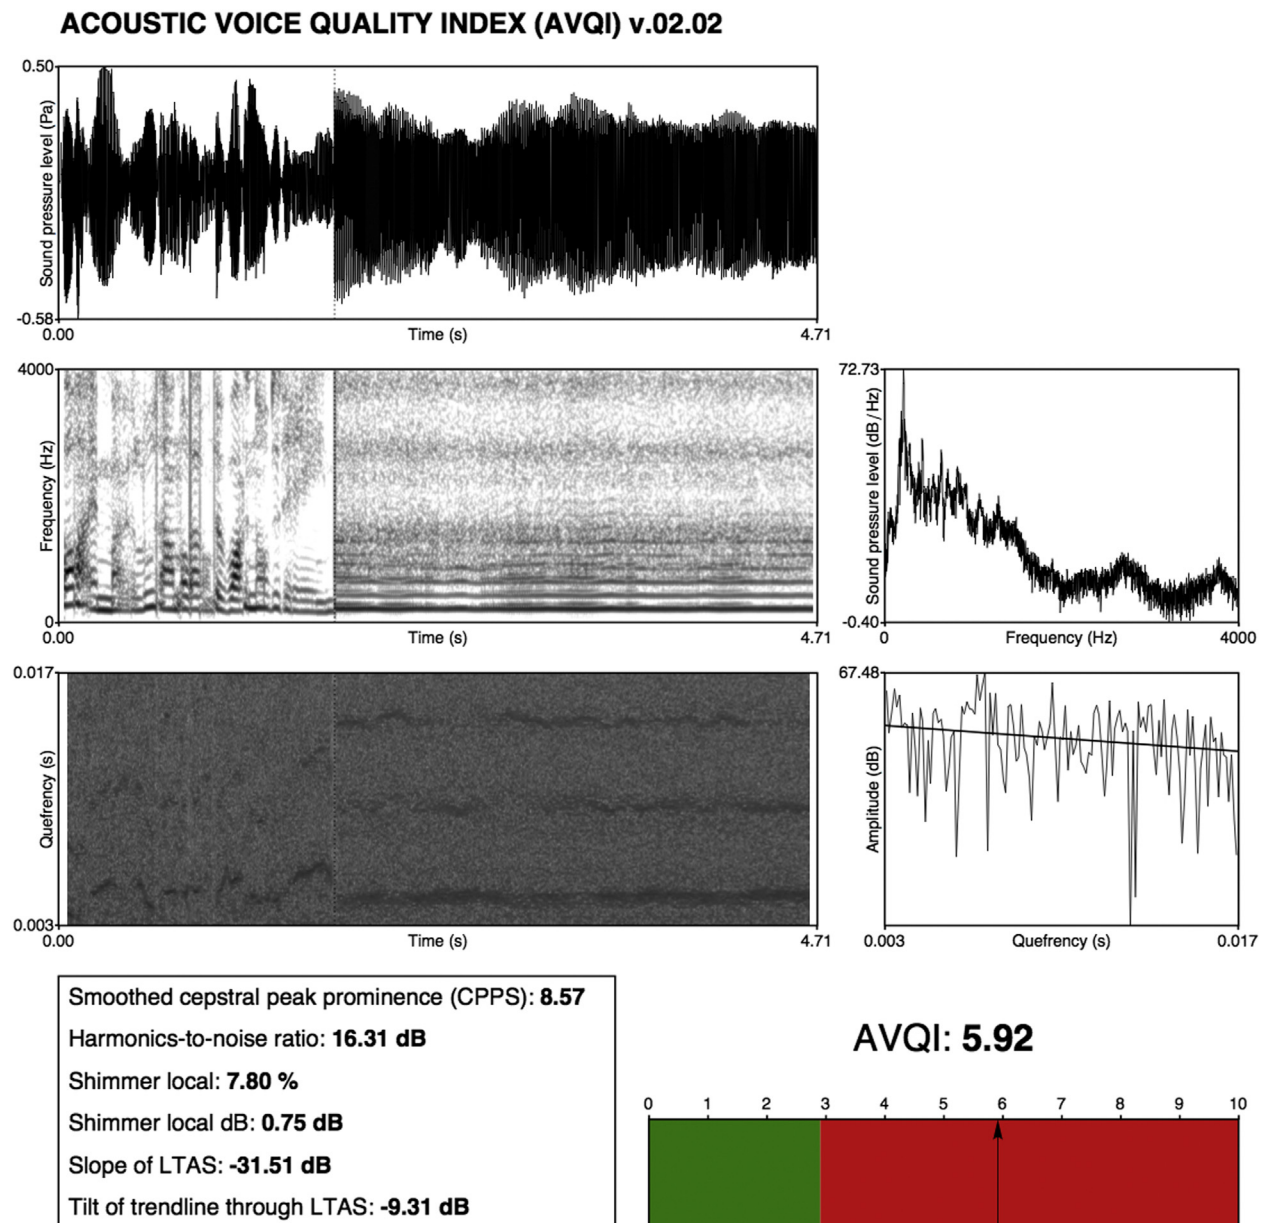 ACOUSTIC VOICE QUALITY INDEX (AVQI) v.02.02
0.50
Sound pressure level (Pa)
-0.58
0.00 Time (s) 4.71
4000
Frequency (Hz)
0
0.00 Time (s) 4.71
72.73
Sound pressure level (dB / Hz)
-0.40
0 Frequency (Hz) 4000
0.017
Quefrency (s)
0.003
0.00 Time (s) 4.71
67.48
Amplitude (dB)
0.003 Quefrency (s) 0.017
Smoothed cepstral peak prominence (CPPS): 8.57
Harmonics-to-noise ratio: 16.31 dB
Shimmer local: 7.80 %
Shimmer local dB: 0.75 dB
Slope of LTAS: -31.51 dB
Tilt of trendline through LTAS: -9.31 dB
AVQI: 5.92
0 1 2 3 4 5 6 7 8 9 10